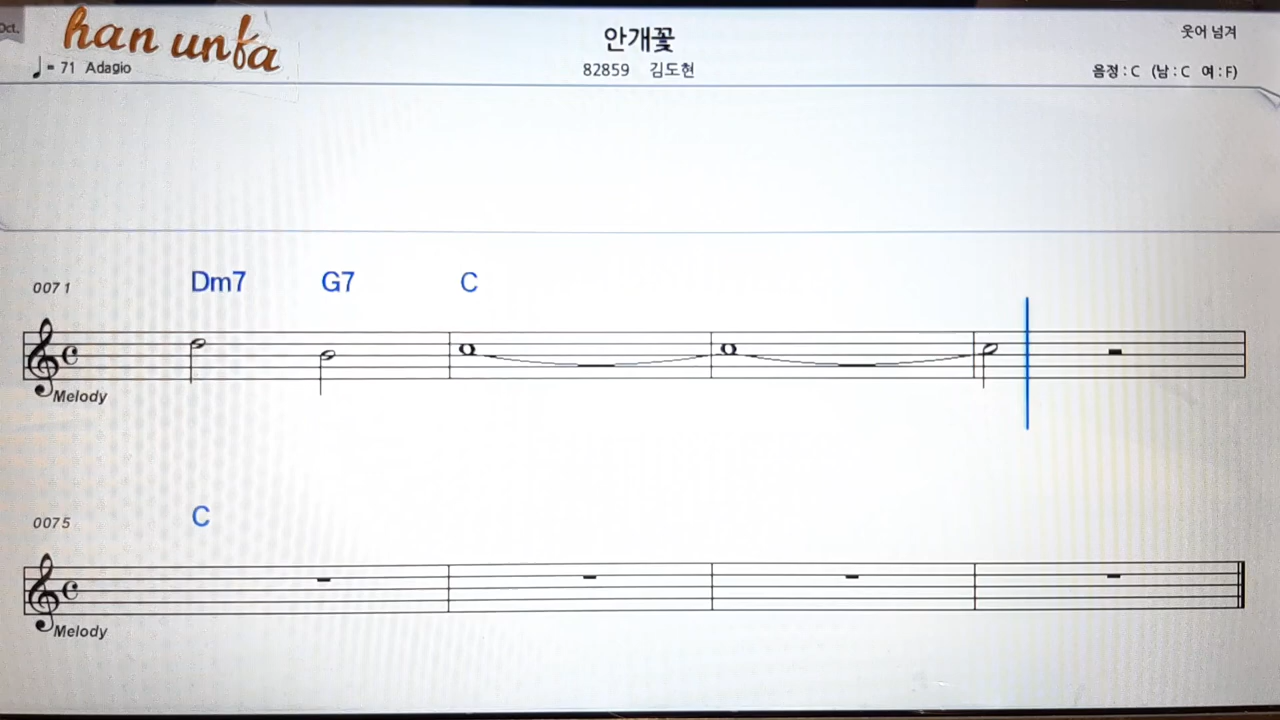 Oct.
han unfa
안개꽃
웃어 넘겨
♩= 71 Adagio
82859 김도현
음정 : C (남 : C 여 : F)
0071
Dm7 G7 C
Melody
0075
C
Melody